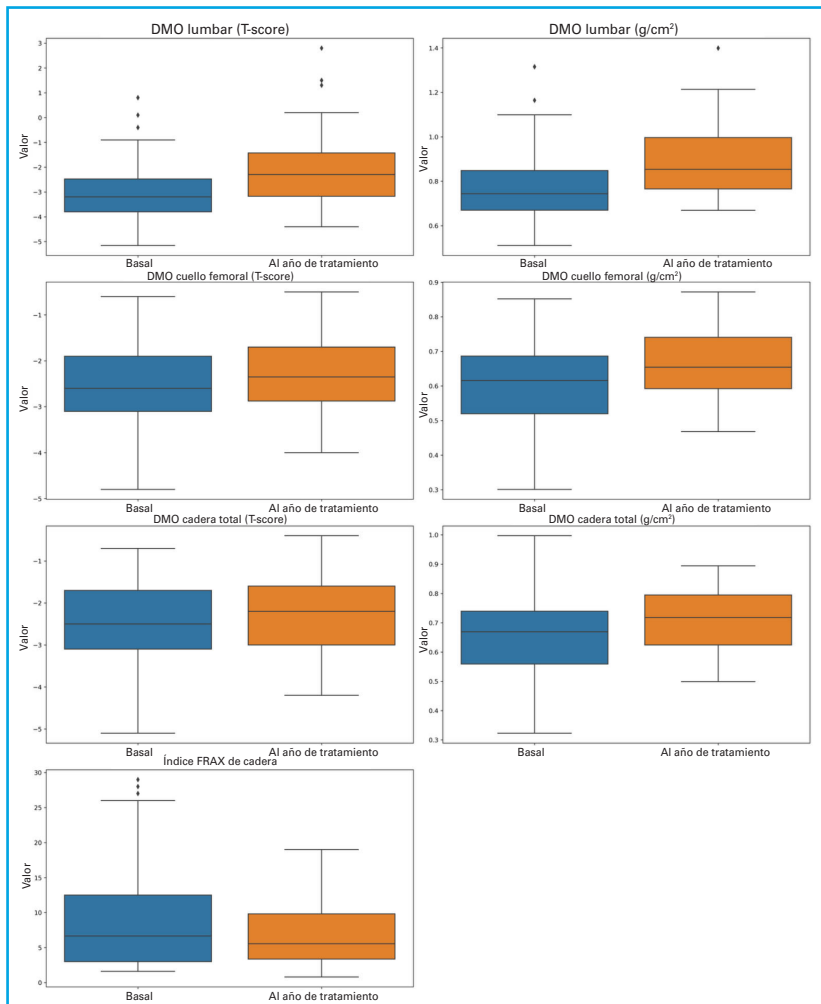 DMO lumbar (T-score)
3
2
1
0
−1
−2
−3
−4
−5
Valor
Basal
Al año de tratamiento
DMO lumbar (g/cm²)
1.4
1.2
1.0
0.8
0.6
Valor
Basal
Al año de tratamiento
DMO cuello femoral (T-score)
−1
−2
−3
−4
−5
Valor
Basal
Al año de tratamiento
DMO cuello femoral (g/cm²)
0.9
0.8
0.7
0.6
0.5
0.4
0.3
Valor
Basal
Al año de tratamiento
DMO cadera total (T-score)
−1
−2
−3
−4
−5
Valor
Basal
Al año de tratamiento
DMO cadera total (g/cm²)
1.0
0.9
0.8
0.7
0.6
0.5
0.4
0.3
Valor
Basal
Al año de tratamiento
Índice FRAX de cadera
30
25
20
15
10
5
0
Valor
Basal
Al año de tratamiento